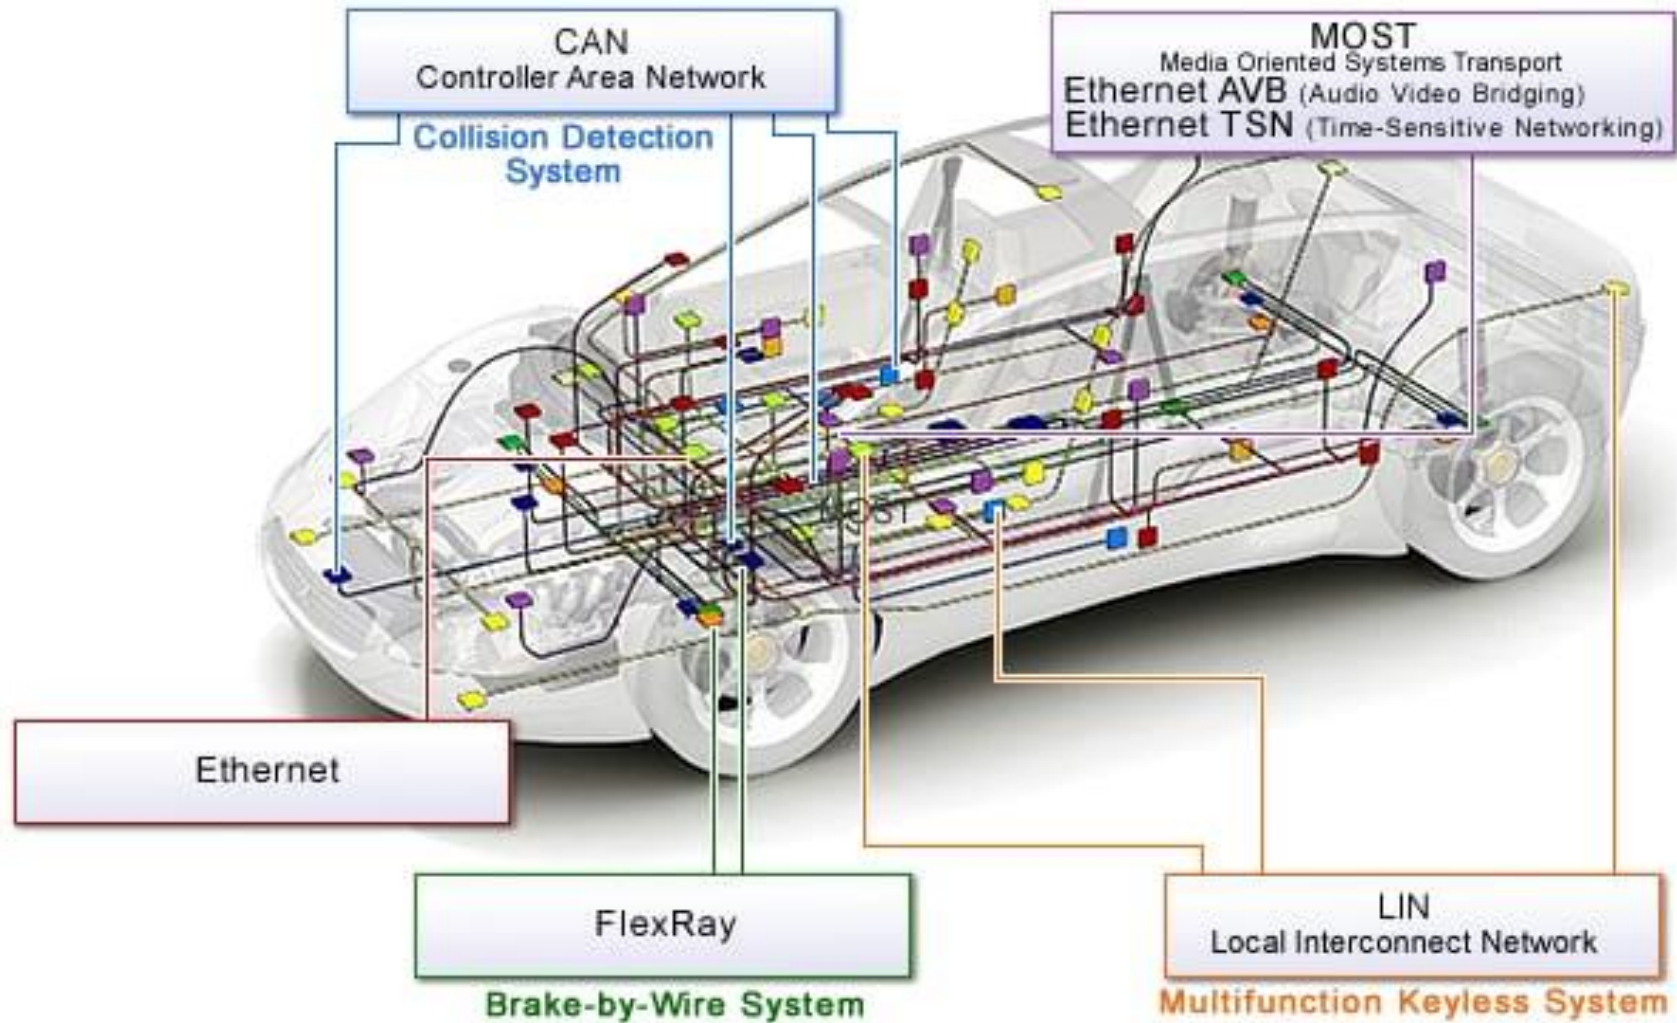 CAN
Controller Area Network
Collision Detection
System
MOST
Media Oriented Systems Transport
Ethernet AVB (Audio Video Bridging)
Ethernet TSN (Time-Sensitive Networking)
MOST
Ethernet
FlexRay
Brake-by-Wire System
LIN
Local Interconnect Network
Multifunction Keyless System